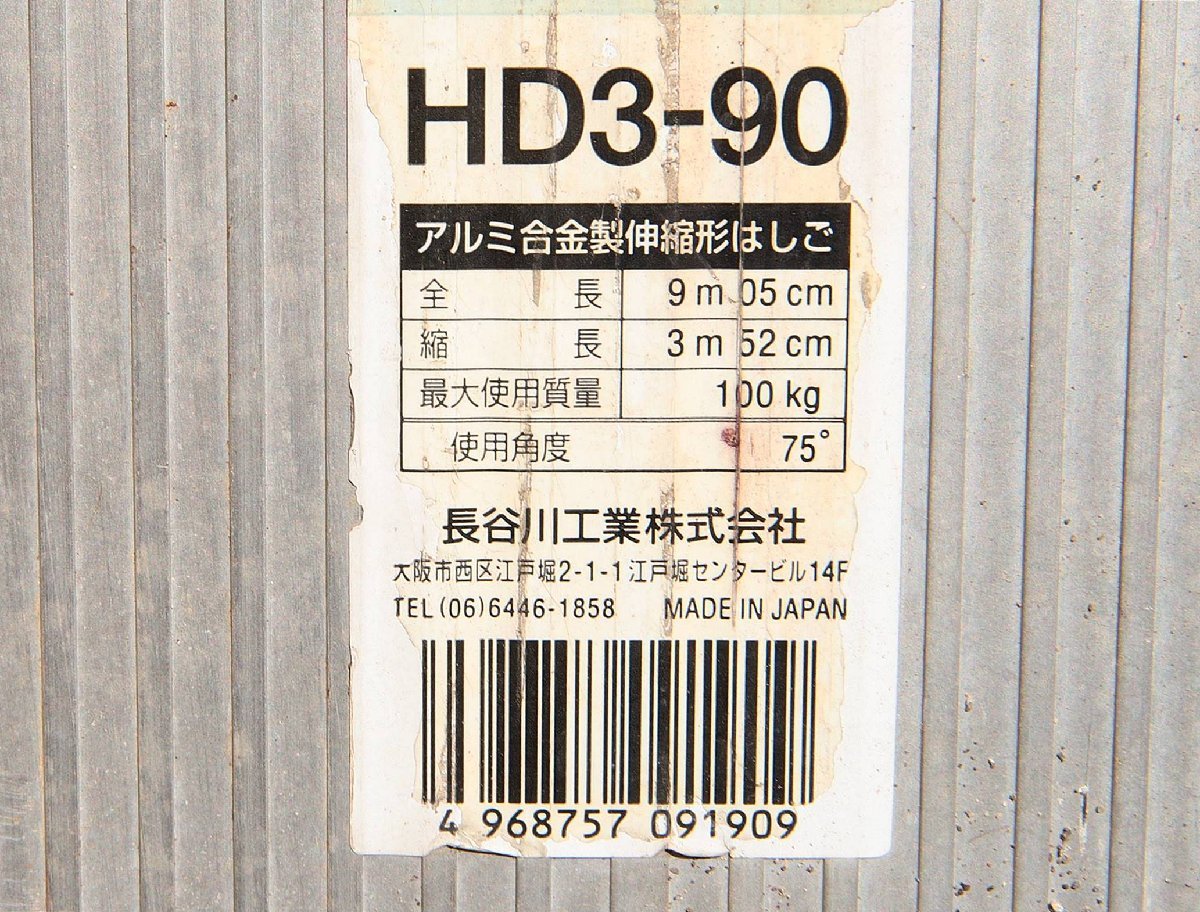 HD3-90
アルミ合金製伸縮形はしご
全長 9m 05cm
縮長 3m 52cm
最大使用質量 100kg
使用角度 75°
長谷川工業株式会社
大阪市西区江戸堀2-1-1江戸堀センタービル14F
TEL(06)6446-1858 MADE IN JAPAN
4 968757 091909